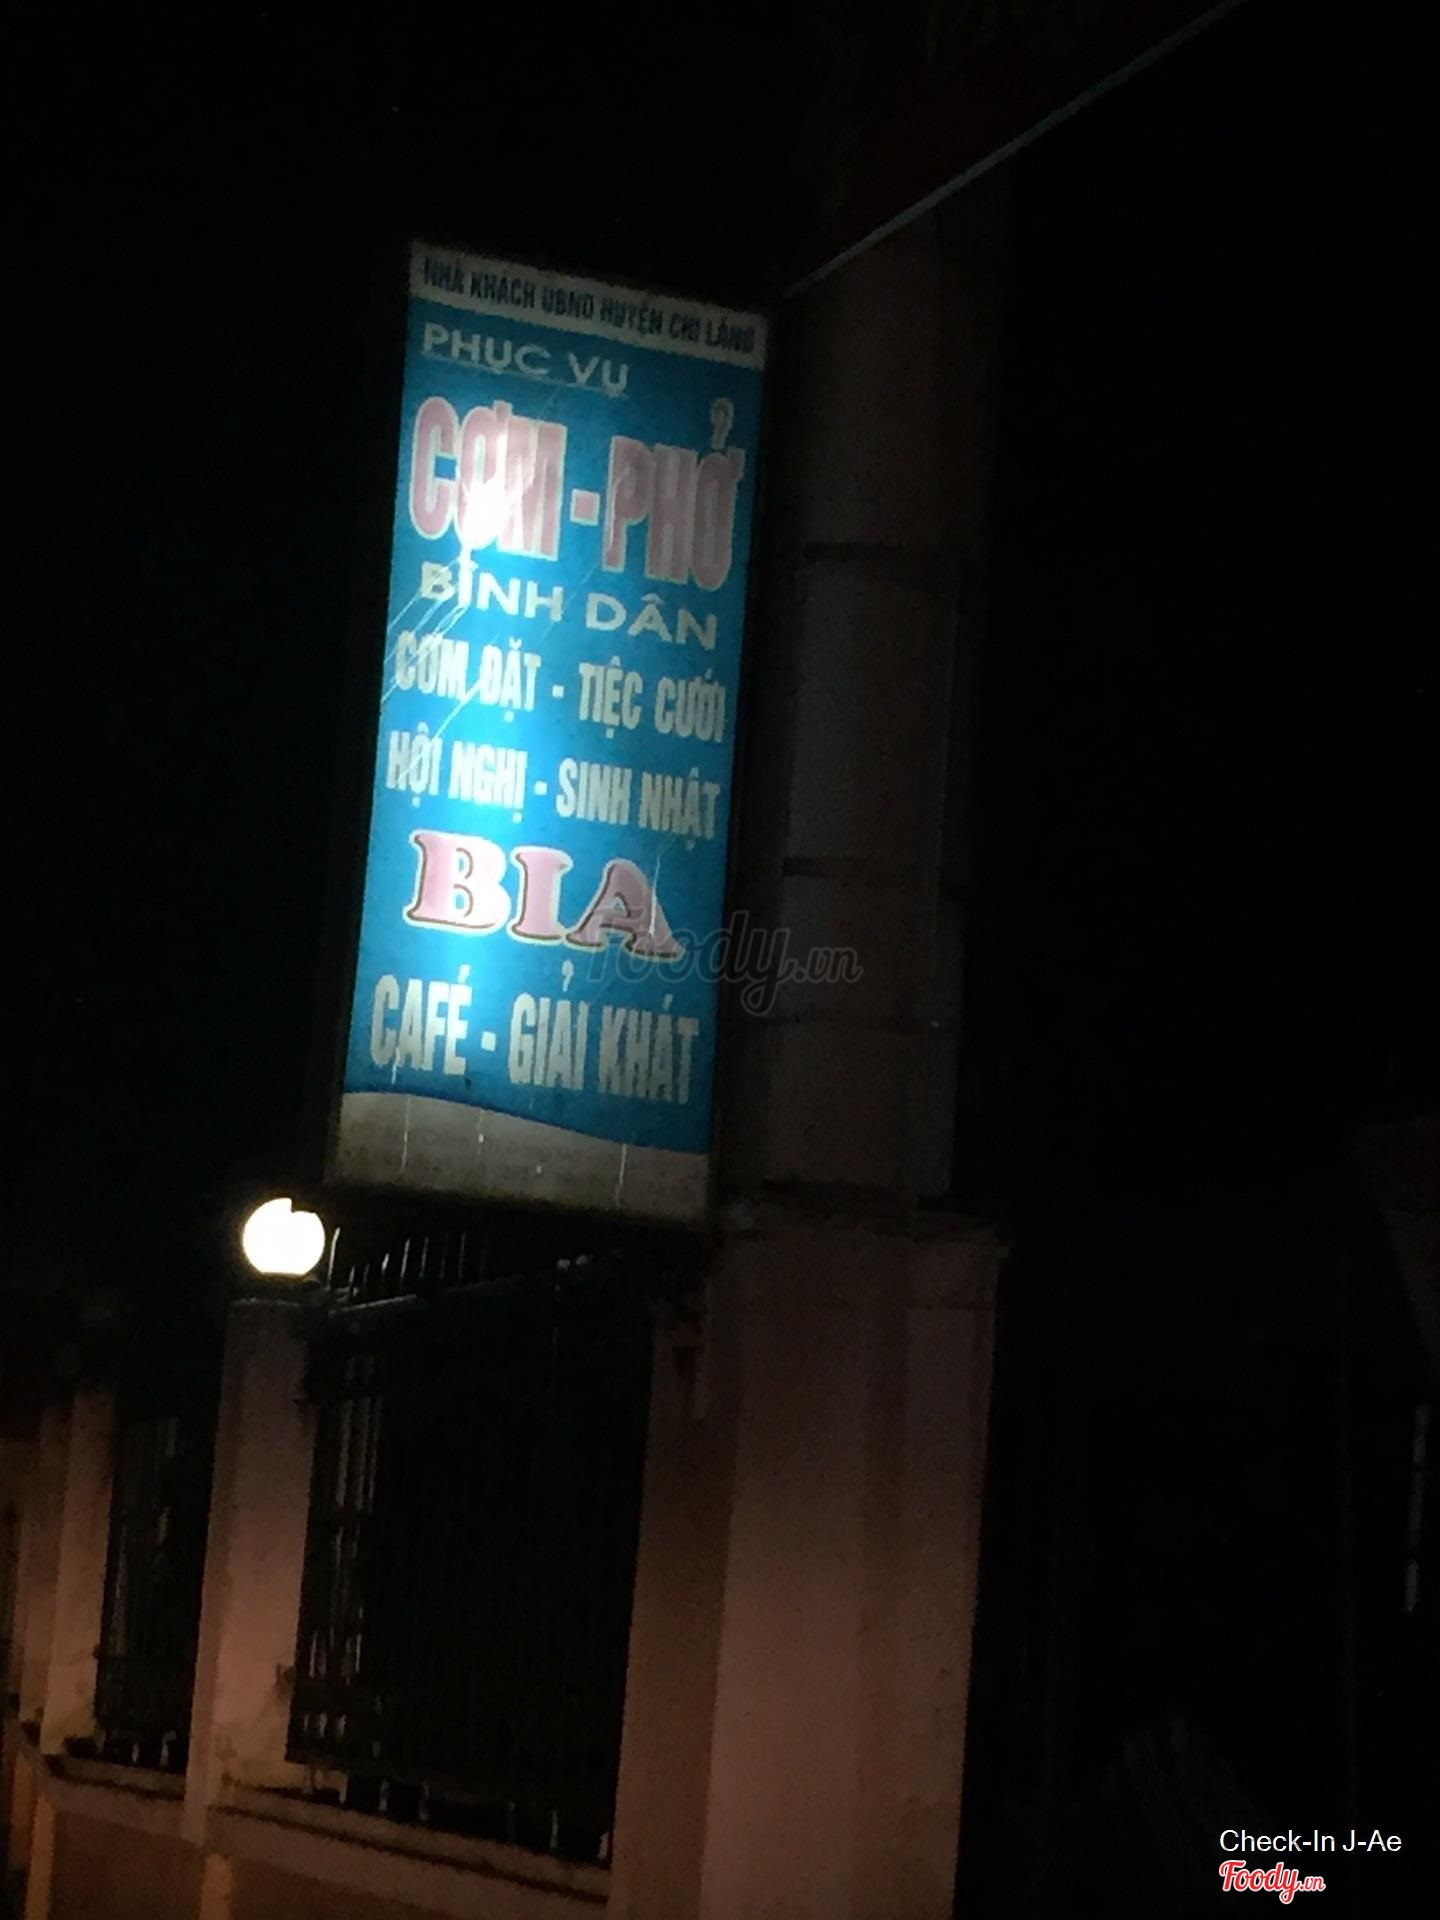 NHÀ KHÁCH UBND HUYỆN CHI LĂNG
PHỤC VỤ
CƠM - PHỞ
BÌNH DÂN
CƠM ĐẶT - TIỆC CƯỚI
HỘI NGHỊ - SINH NHẬT
BIA
CAFÉ - GIẢI KHÁT
Foody.vn
Check-In J-Ae
Foody.vn